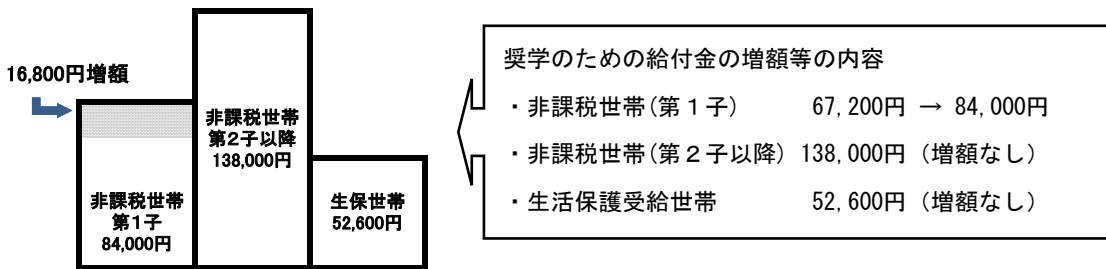 16,800円増額
非課税世帯
第1子
84,000円
非課税世帯
第2子以降
138,000円
生保世帯
52,600円
奨学のための給付金の増額等の内容
・非課税世帯(第１子) 67,200円 → 84,000円
・非課税世帯(第２子以降) 138,000円（増額なし）
・生活保護受給世帯 52,600円（増額なし）